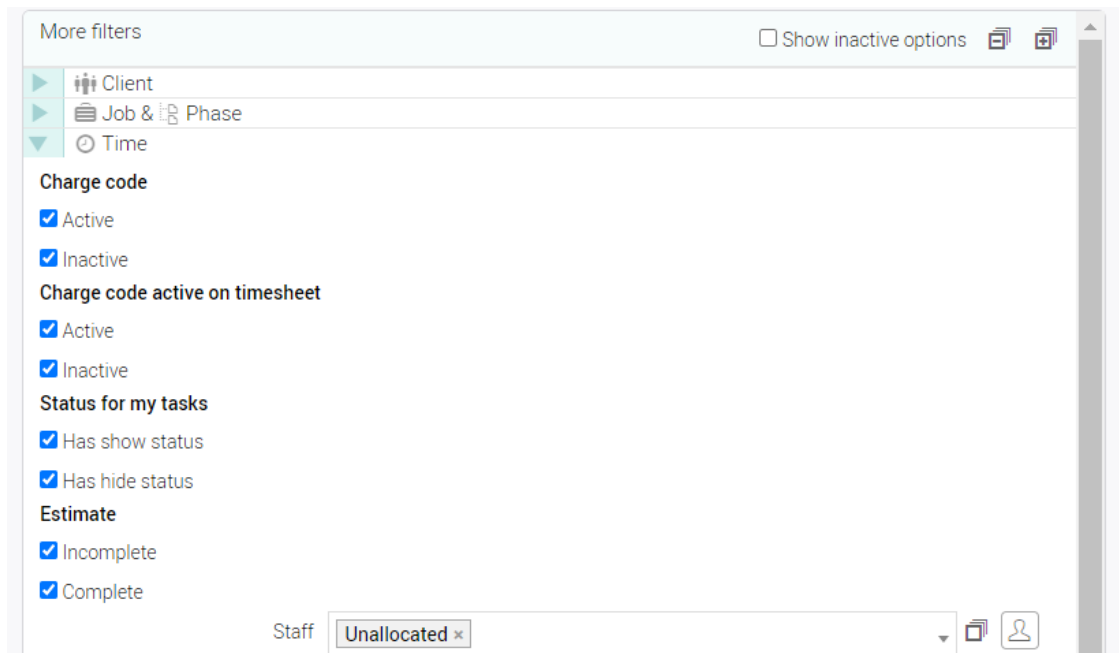 More filters
Show inactive options
Client
Job & Phase
Time
Charge code
Active
Inactive
Charge code active on timesheet
Active
Inactive
Status for my tasks
Has show status
Has hide status
Estimate
Incomplete
Complete
Staff Unallocated ×